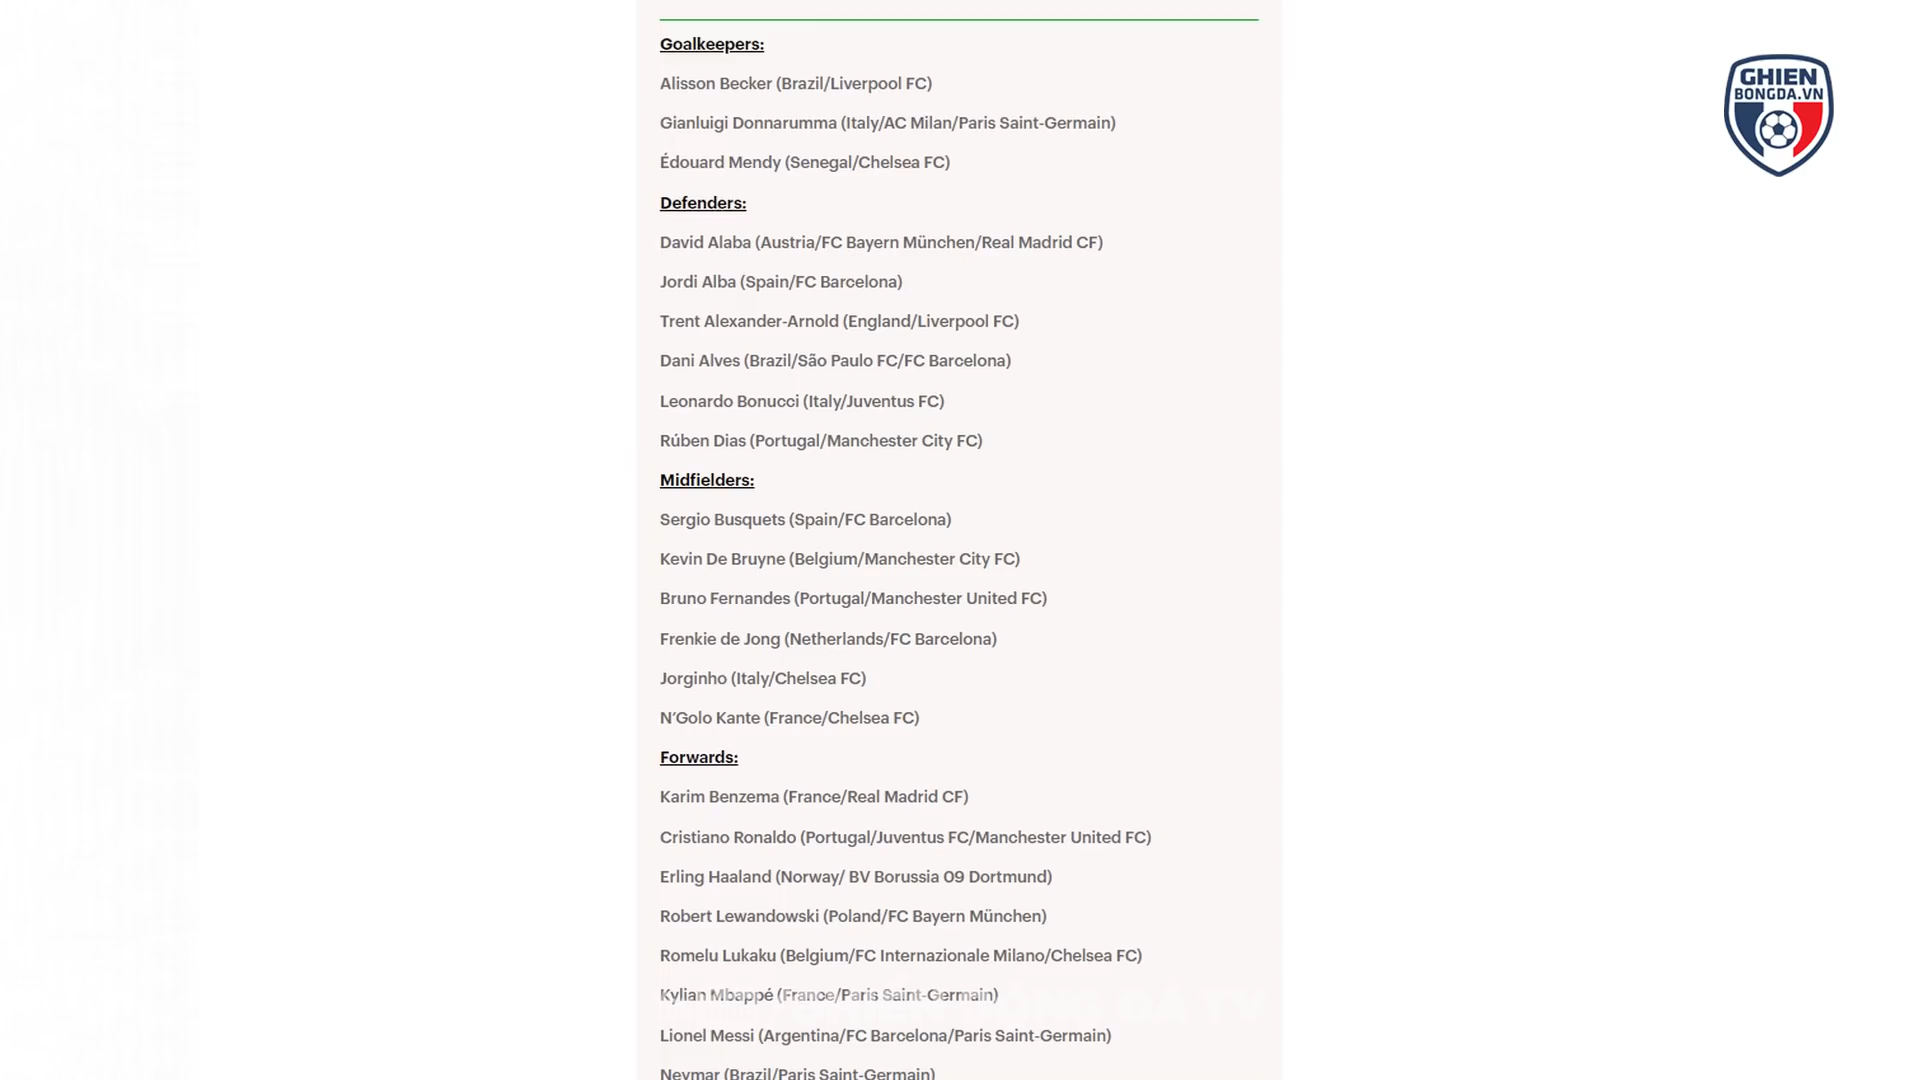 GHIEN
BONGDA.VN
Goalkeepers:
Alisson Becker (Brazil/Liverpool FC)
Gianluigi Donnarumma (Italy/AC Milan/Paris Saint-Germain)
Édouard Mendy (Senegal/Chelsea FC)
Defenders:
David Alaba (Austria/FC Bayern München/Real Madrid CF)
Jordi Alba (Spain/FC Barcelona)
Trent Alexander-Arnold (England/Liverpool FC)
Dani Alves (Brazil/São Paulo FC/FC Barcelona)
Leonardo Bonucci (Italy/Juventus FC)
Rúben Dias (Portugal/Manchester City FC)
Midfielders:
Sergio Busquets (Spain/FC Barcelona)
Kevin De Bruyne (Belgium/Manchester City FC)
Bruno Fernandes (Portugal/Manchester United FC)
Frenkie de Jong (Netherlands/FC Barcelona)
Jorginho (Italy/Chelsea FC)
N’Golo Kante (France/Chelsea FC)
Forwards:
Karim Benzema (France/Real Madrid CF)
Cristiano Ronaldo (Portugal/Juventus FC/Manchester United FC)
Erling Haaland (Norway/ BV Borussia 09 Dortmund)
Robert Lewandowski (Poland/FC Bayern München)
Romelu Lukaku (Belgium/FC Internazionale Milano/Chelsea FC)
Kylian Mbappé (France/Paris Saint-Germain)
Lionel Messi (Argentina/FC Barcelona/Paris Saint-Germain)
Neymar (Brazil/Paris Saint-Germain)